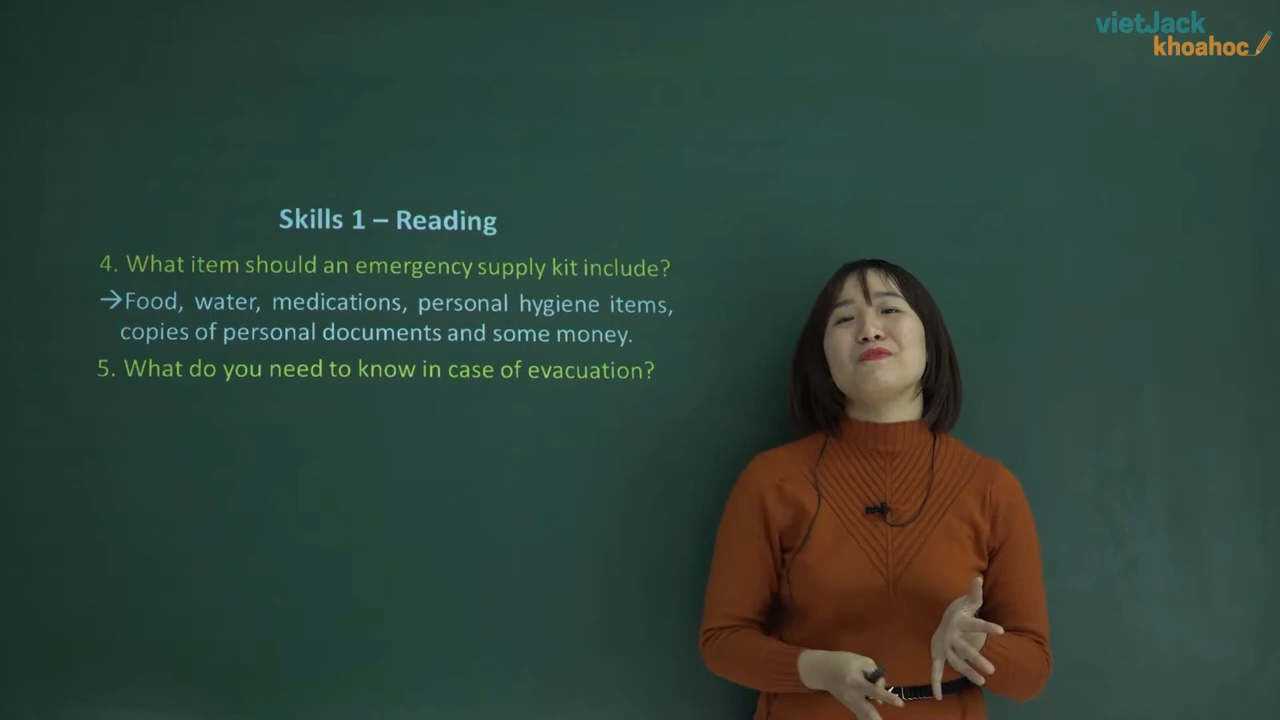 vietJack
khoahoc
Skills 1 – Reading
4. What item should an emergency supply kit include?
→Food, water, medications, personal hygiene items,
copies of personal documents and some money.
5. What do you need to know in case of evacuation?